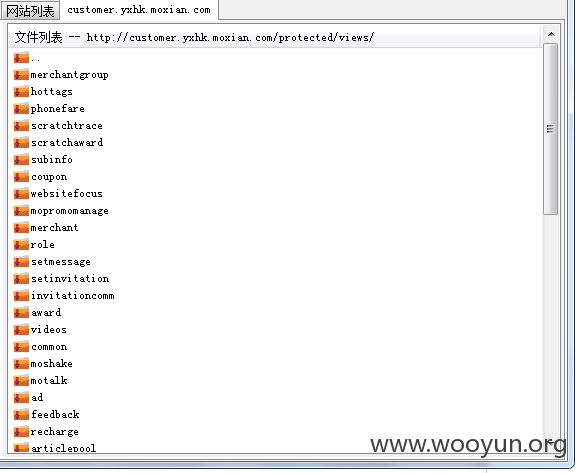 网站列表 customer.yxhk.moxian.com
文件列表 -- http://customer.yxhk.moxian.com/protected/views/
..
merchantgroup
hottags
phonefare
scratchtrace
scratchaward
subinfo
coupon
websitefocus
mopromomanage
merchant
role
setmessage
setinvitation
invitationcomm
award
videos
common
moshake
motalk
ad
feedback
recharge
articlepool
www.wooyun.org